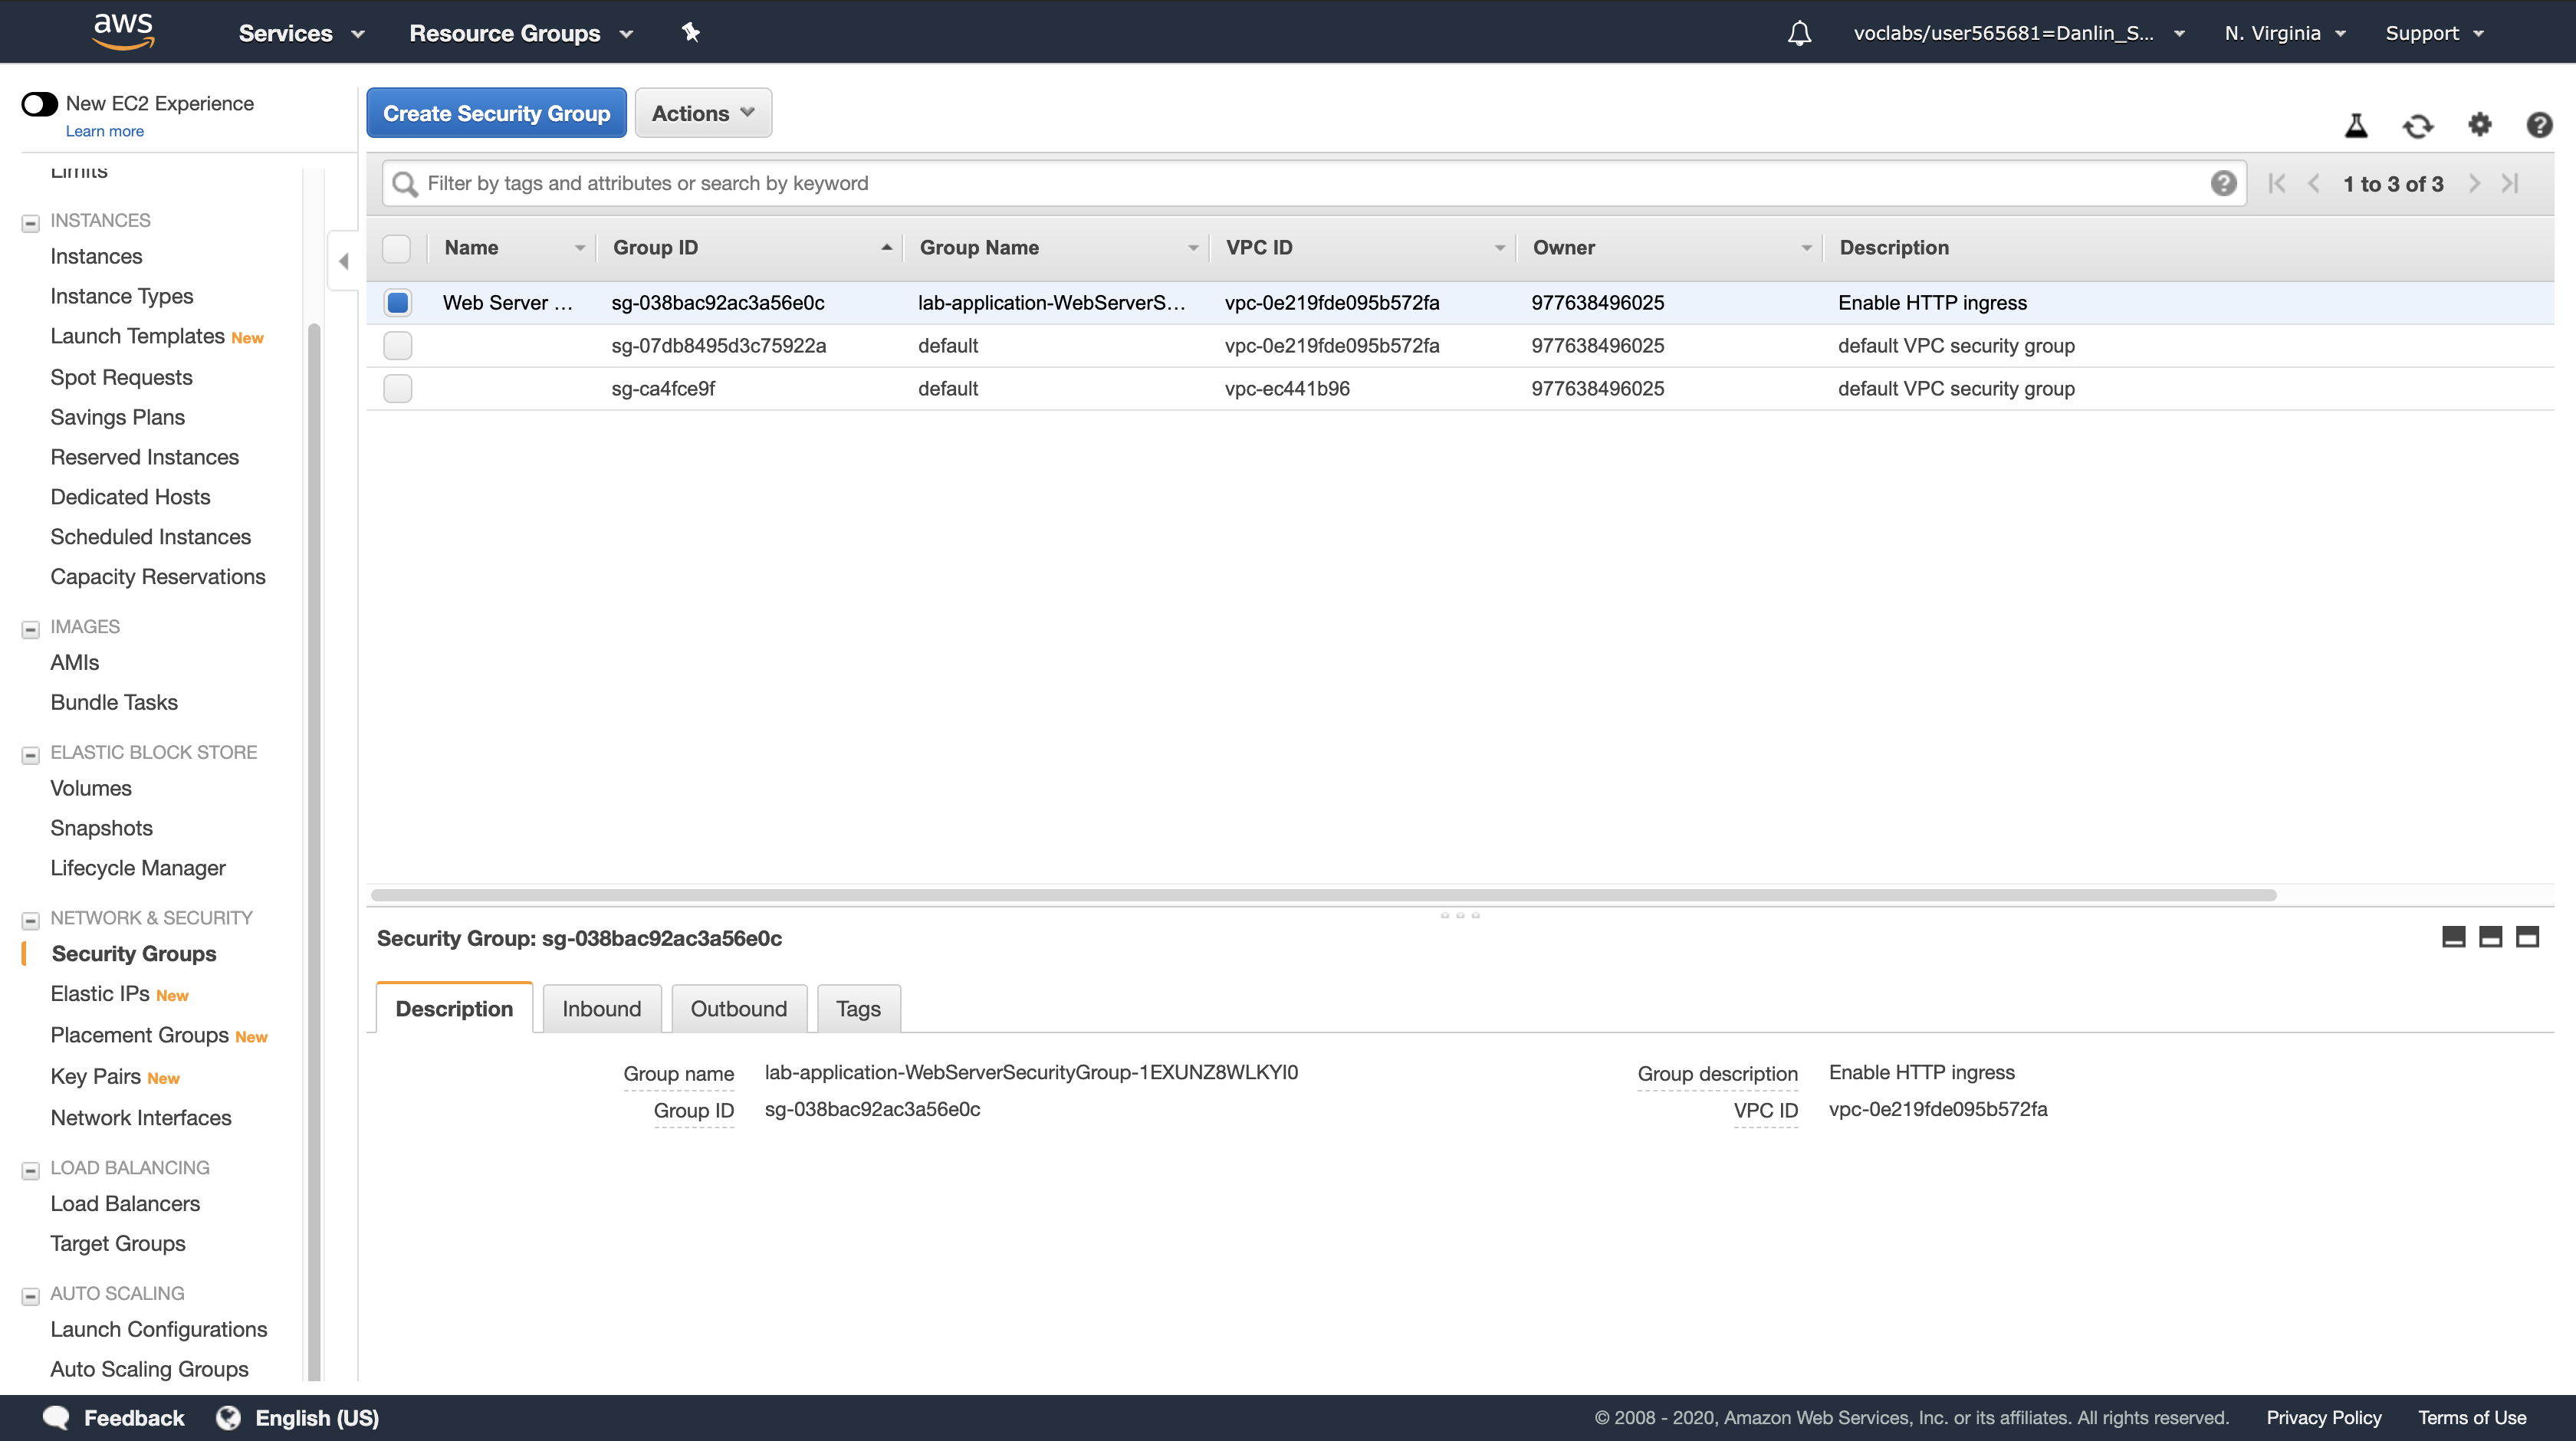 aws Services Resource Groups voclabs/user565681=Danlin_S... N. Virginia Support
New EC2 Experience
Learn more
Limits
INSTANCES
Instances
Instance Types
Launch Templates New
Spot Requests
Savings Plans
Reserved Instances
Dedicated Hosts
Scheduled Instances
Capacity Reservations
IMAGES
AMIs
Bundle Tasks
ELASTIC BLOCK STORE
Volumes
Snapshots
Lifecycle Manager
NETWORK & SECURITY
Security Groups
Elastic IPs New
Placement Groups New
Key Pairs New
Network Interfaces
LOAD BALANCING
Load Balancers
Target Groups
AUTO SCALING
Launch Configurations
Auto Scaling Groups
Create Security Group Actions
Filter by tags and attributes or search by keyword 1 to 3 of 3
Name Group ID Group Name VPC ID Owner Description
Web Server ... sg-038bac92ac3a56e0c lab-application-WebServerS... vpc-0e219fde095b572fa 977638496025 Enable HTTP ingress
sg-07db8495d3c75922a default vpc-0e219fde095b572fa 977638496025 default VPC security group
sg-ca4fce9f default vpc-ec441b96 977638496025 default VPC security group
Security Group: sg-038bac92ac3a56e0c
Description Inbound Outbound Tags
Group name lab-application-WebServerSecurityGroup-1EXUNZ8WLKYI0 Group description Enable HTTP ingress
Group ID sg-038bac92ac3a56e0c VPC ID vpc-0e219fde095b572fa
Feedback English (US) © 2008 - 2020, Amazon Web Services, Inc. or its affiliates. All rights reserved. Privacy Policy Terms of Use